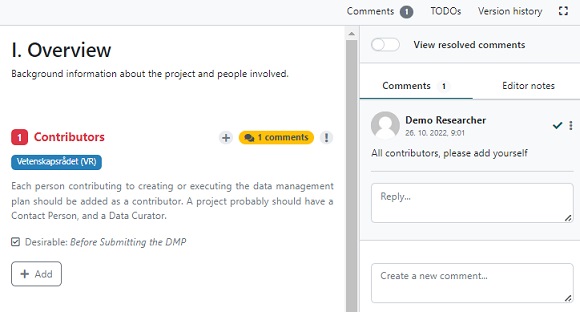 Comments 1 TODOs Version history
I. Overview
Background information about the project and people involved.
1 Contributors
1 comments
Vetenskapsrådet (VR)
Each person contributing to creating or executing the data management
plan should be added as a contributor. A project probably should have a
Contact Person, and a Data Curator.
Desirable: Before Submitting the DMP
Add
View resolved comments
Comments 1 Editor notes
Demo Researcher
26. 10. 2022, 9:01
All contributors, please add yourself
Reply...
Create a new comment...